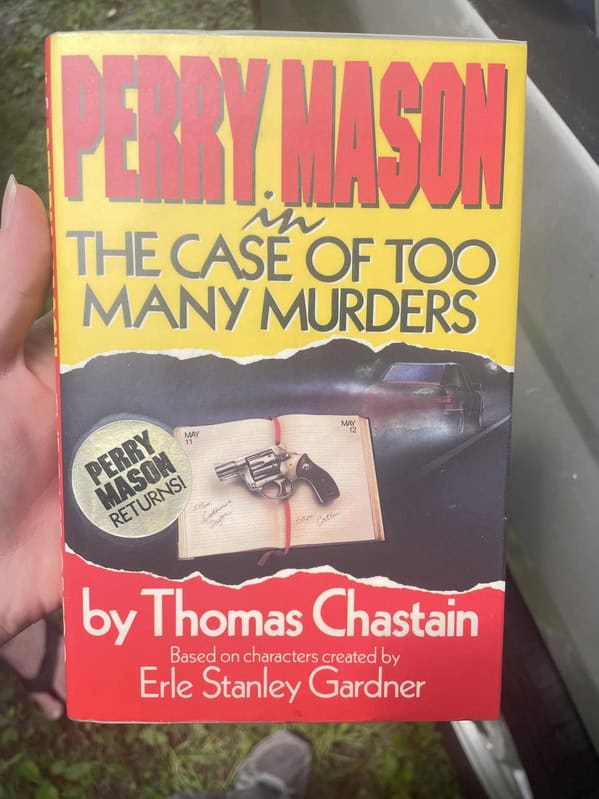 PERRY MASON
in
THE CASE OF TOO
MANY MURDERS
MAY
11
MAY
12
PERRY
MASON
RETURNS!
by Thomas Chastain
Based on characters created by
Erle Stanley Gardner